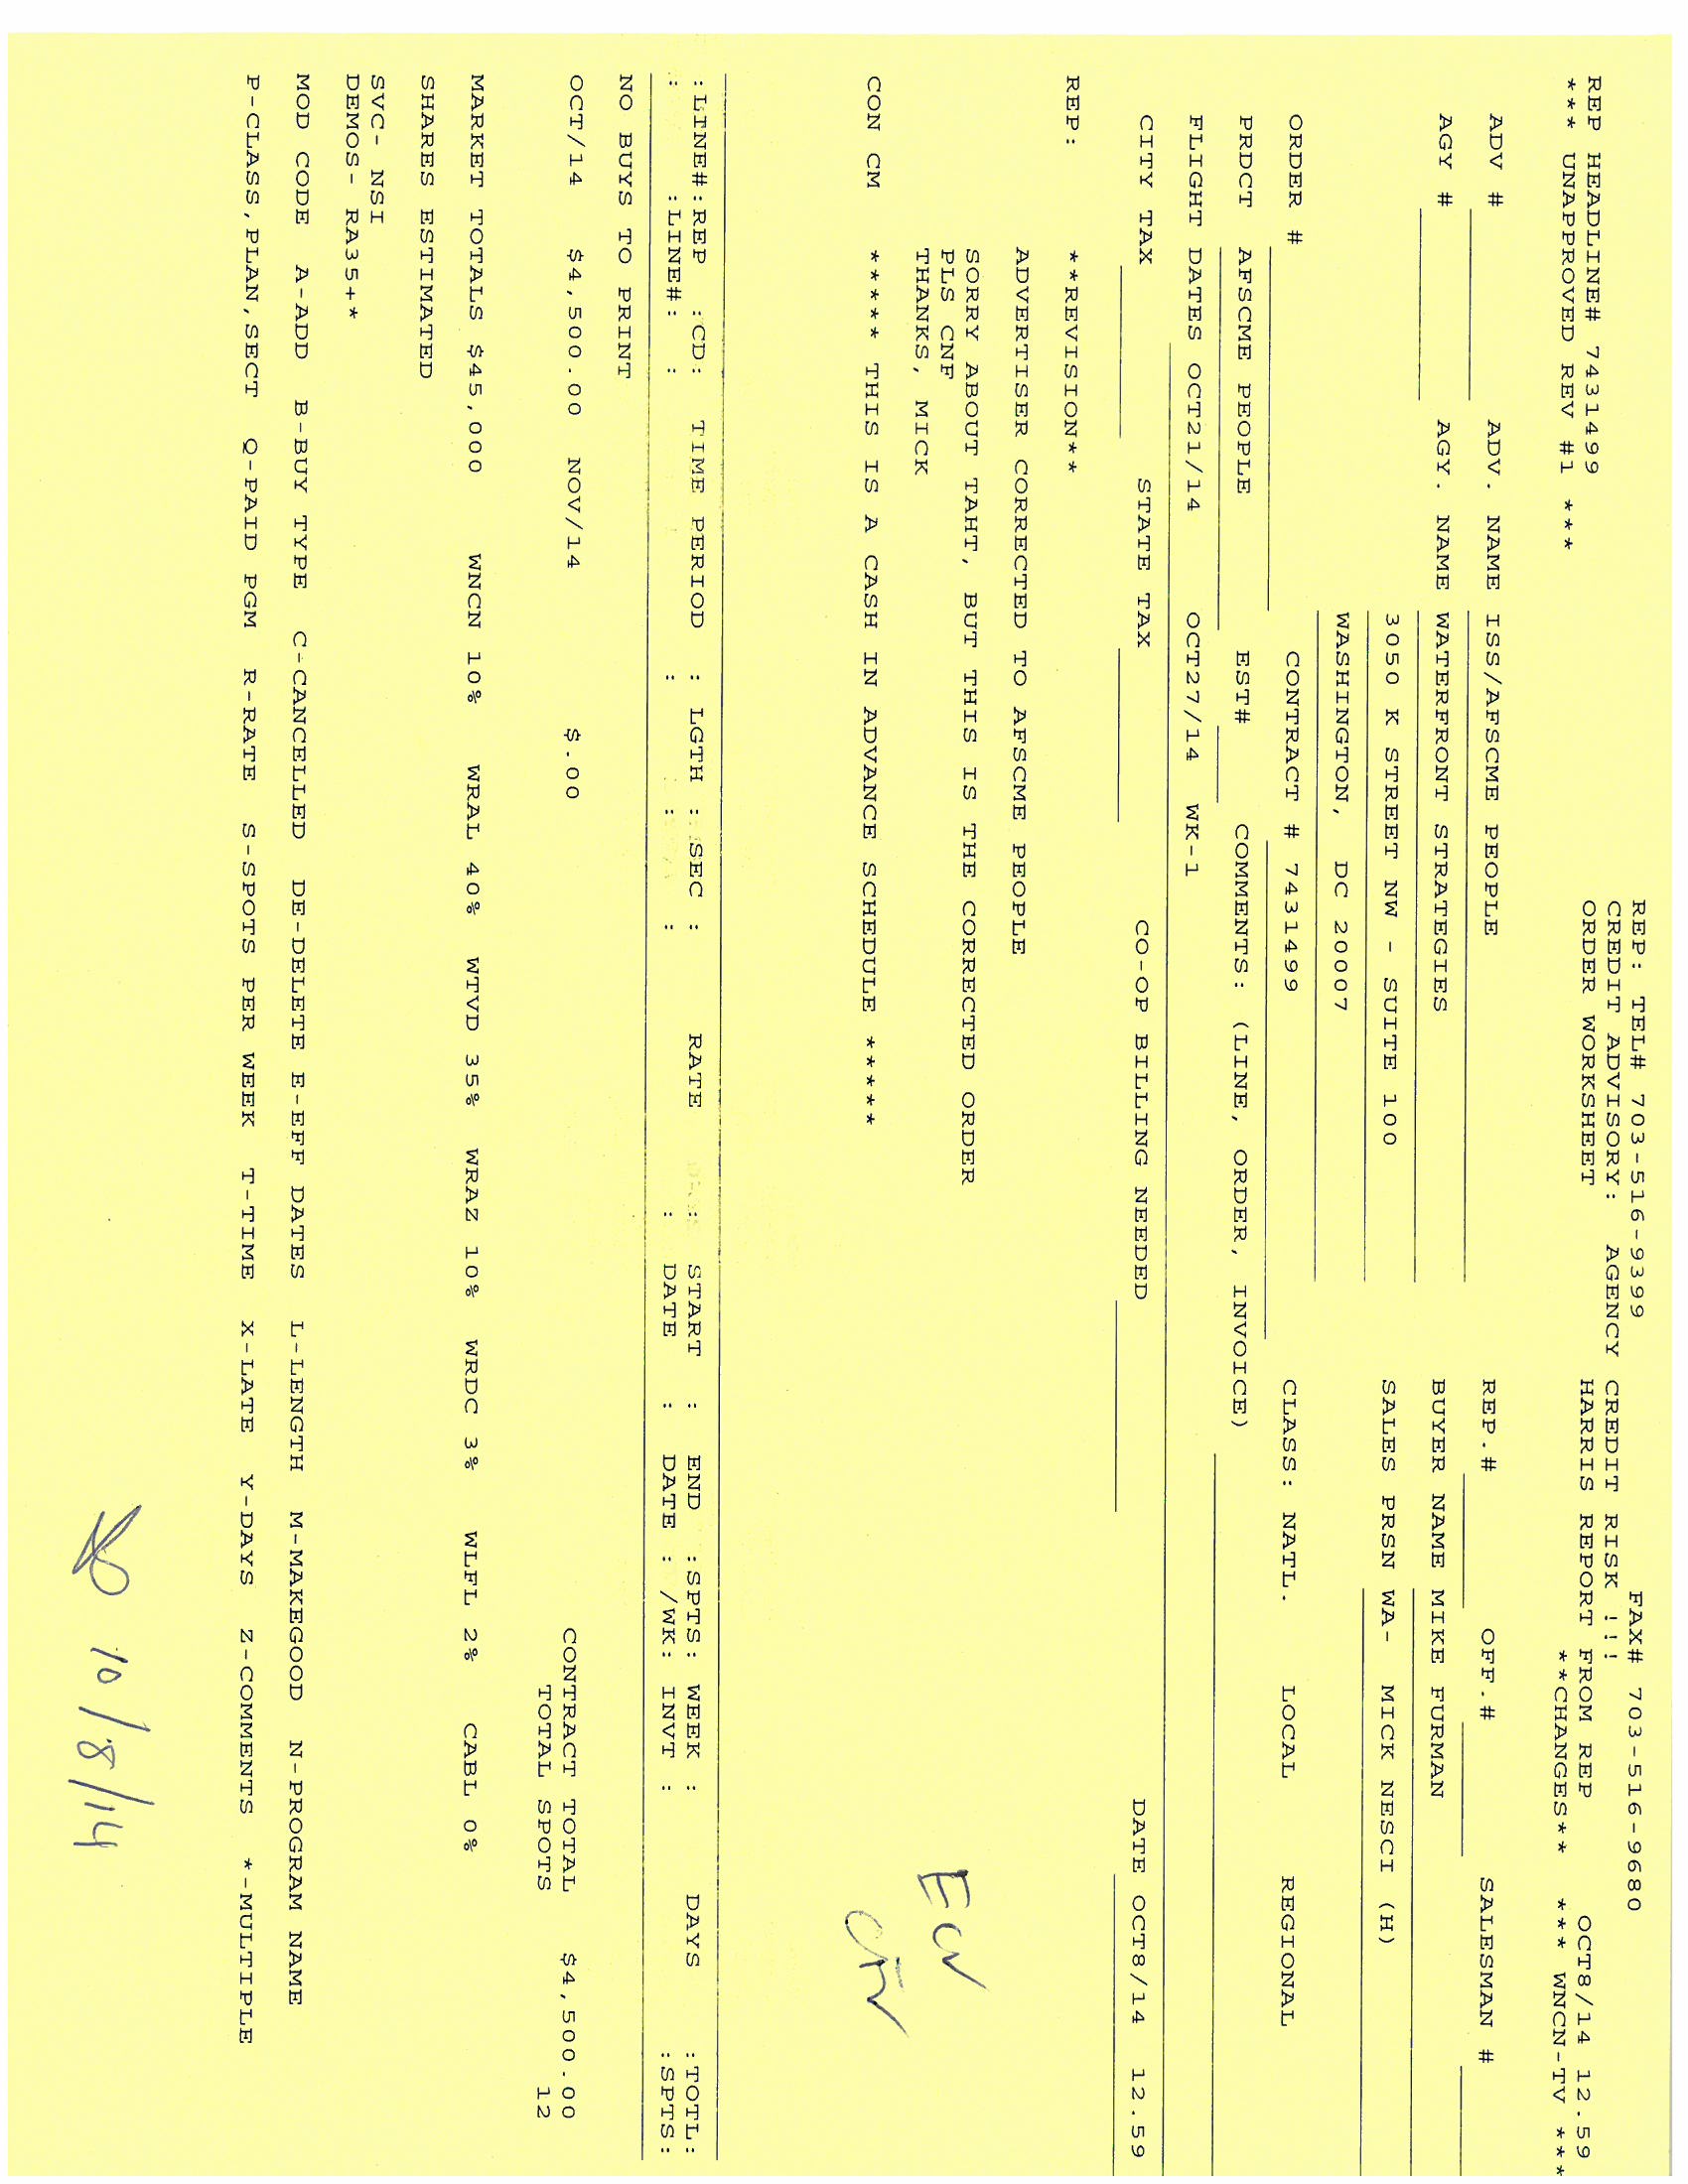 REP: TEL# 703-516-9399 FAX# 703-516-9680
CREDIT ADVISORY: AGENCY CREDIT RISK !!!
REP HEADLINE# 7431499 ORDER WORKSHEET HARRIS REPORT FROM REP OCT8/14 12.59
*** UNAPPROVED REV #1 *** **CHANGES** *** WNCN-TV ***
ADV # ADV. NAME ISS/AFSCME PEOPLE REP.# OFF.# SALESMAN #
AGY # AGY. NAME WATERFRONT STRATEGIES BUYER NAME MIKE FURMAN
3050 K STREET NW - SUITE 100 SALES PRSN WA- MICK NESCI (H)
WASHINGTON, DC 20007
ORDER # CONTRACT # 7431499 CLASS: NATL. LOCAL REGIONAL
PRDCT AFSCME PEOPLE EST# COMMENTS: (LINE, ORDER, INVOICE)
FLIGHT DATES OCT21/14 OCT27/14 WK-1
CITY TAX STATE TAX CO-OP BILLING NEEDED DATE OCT8/14 12.59
REP: **REVISION**
ADVERTISER CORRECTED TO AFSCME PEOPLE
SORRY ABOUT TAHT, BUT THIS IS THE CORRECTED ORDER
PLS CNF
THANKS, MICK
CON CM ***** THIS IS A CASH IN ADVANCE SCHEDULE *****
:LINE#:REP :CD: TIME PERIOD : LGTH : SEC : RATE : START : END :SPTS: WEEK : DAYS :TOTL:
: :LINE#: : : : : : DATE : DATE : /WK: INVT : :SPTS:
NO BUYS TO PRINT
OCT/14 $4,500.00 NOV/14 $.00 CONTRACT TOTAL $4,500.00
TOTAL SPOTS 12
MARKET TOTALS $45,000 WNCN 10% WRAL 40% WTVD 35% WRAZ 10% WRDC 3% WLFL 2% CABL 0%
SHARES ESTIMATED
SVC- NSI
DEMOS- RA35+*
MOD CODE A-ADD B-BUY TYPE C-CANCELLED DE-DELETE E-EFF DATES L-LENGTH M-MAKEGOOD N-PROGRAM NAME
P-CLASS,PLAN,SECT Q-PAID PGM R-RATE S-SPOTS PER WEEK T-TIME X-LATE Y-DAYS Z-COMMENTS *-MULTIPLE
10/8/14